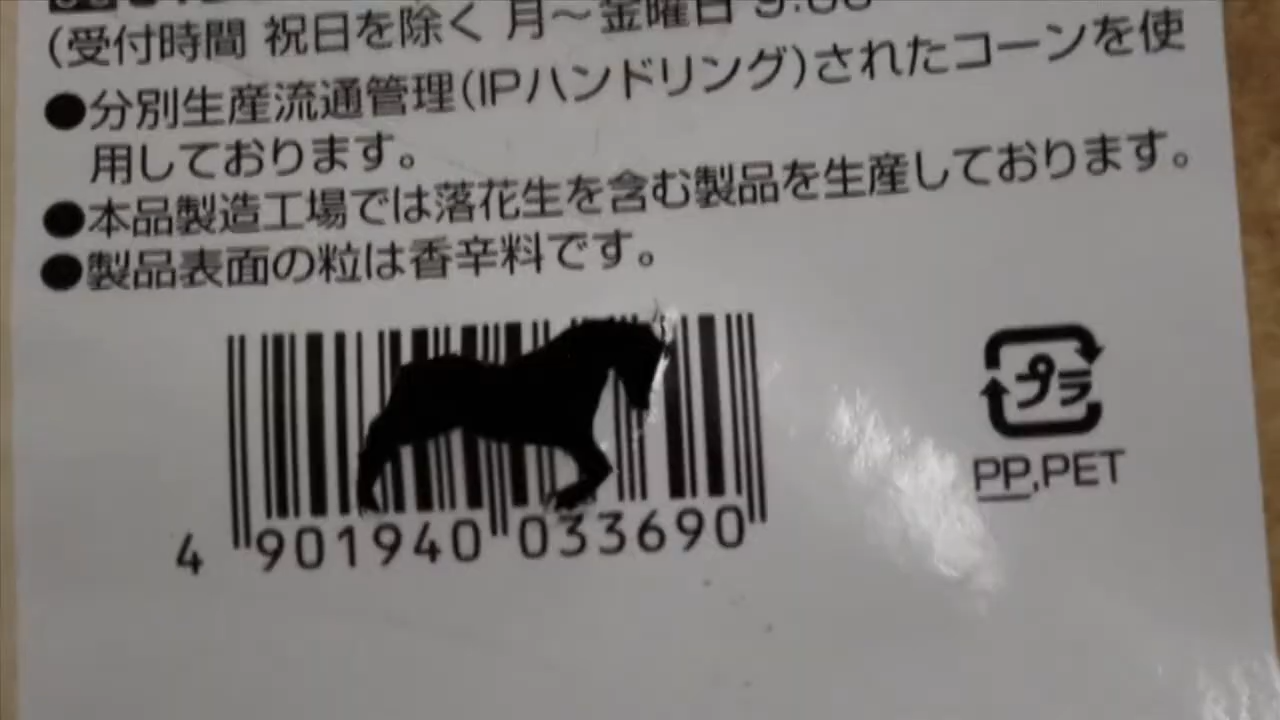 (受付時間 祝日を除く 月～金曜日 9:00
●分別生産流通管理(IPハンドリング)されたコーンを使
用しております。
●本品製造工場では落花生を含む製品を生産しております。
●製品表面の粒は香辛料です。
プラ
PP,PET
4 901940 033690